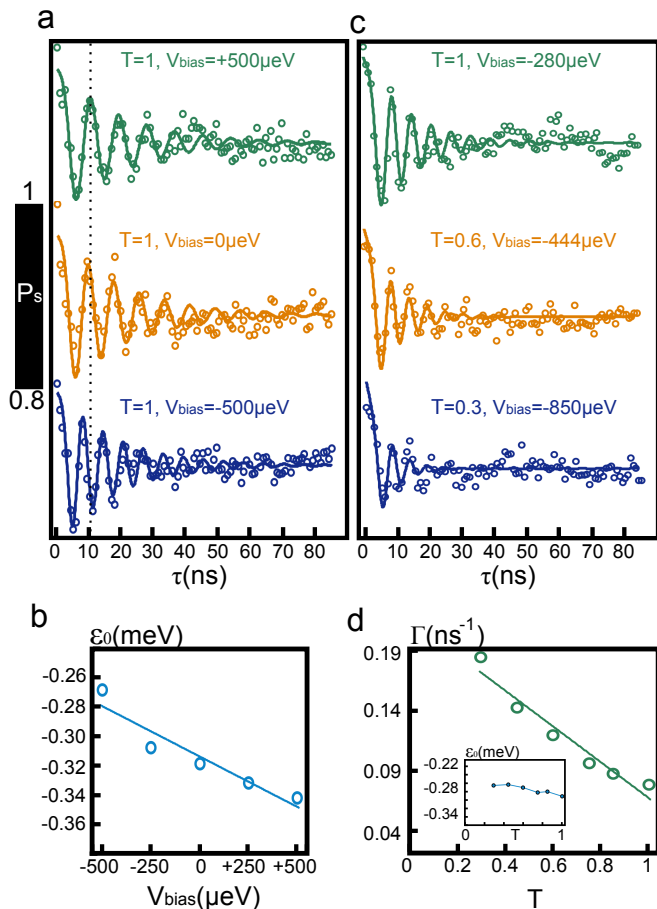 a
c
T=1, Vbias=+500µeV
T=1, Vbias=-280µeV
1
T=1, Vbias=0µeV
T=0.6, Vbias=-444µeV
Ps
0.8
T=1, Vbias=-500µeV
T=0.3, Vbias=-850µeV
0 10 20 30 40 50 60 70 80
0 10 20 30 40 50 60 70 80
τ(ns)
τ(ns)
b
ε₀(meV)
-0.26
-0.28
-0.30
-0.32
-0.34
-0.36
-500 -250 0 +250 +500
Vbias(µeV)
d
Γ(ns⁻¹)
0.19
0.14
0.09
0.04
ε₀(meV)
-0.22
-0.28
-0.34
0 T 1
0 0.2 0.4 0.6 0.8 1
T